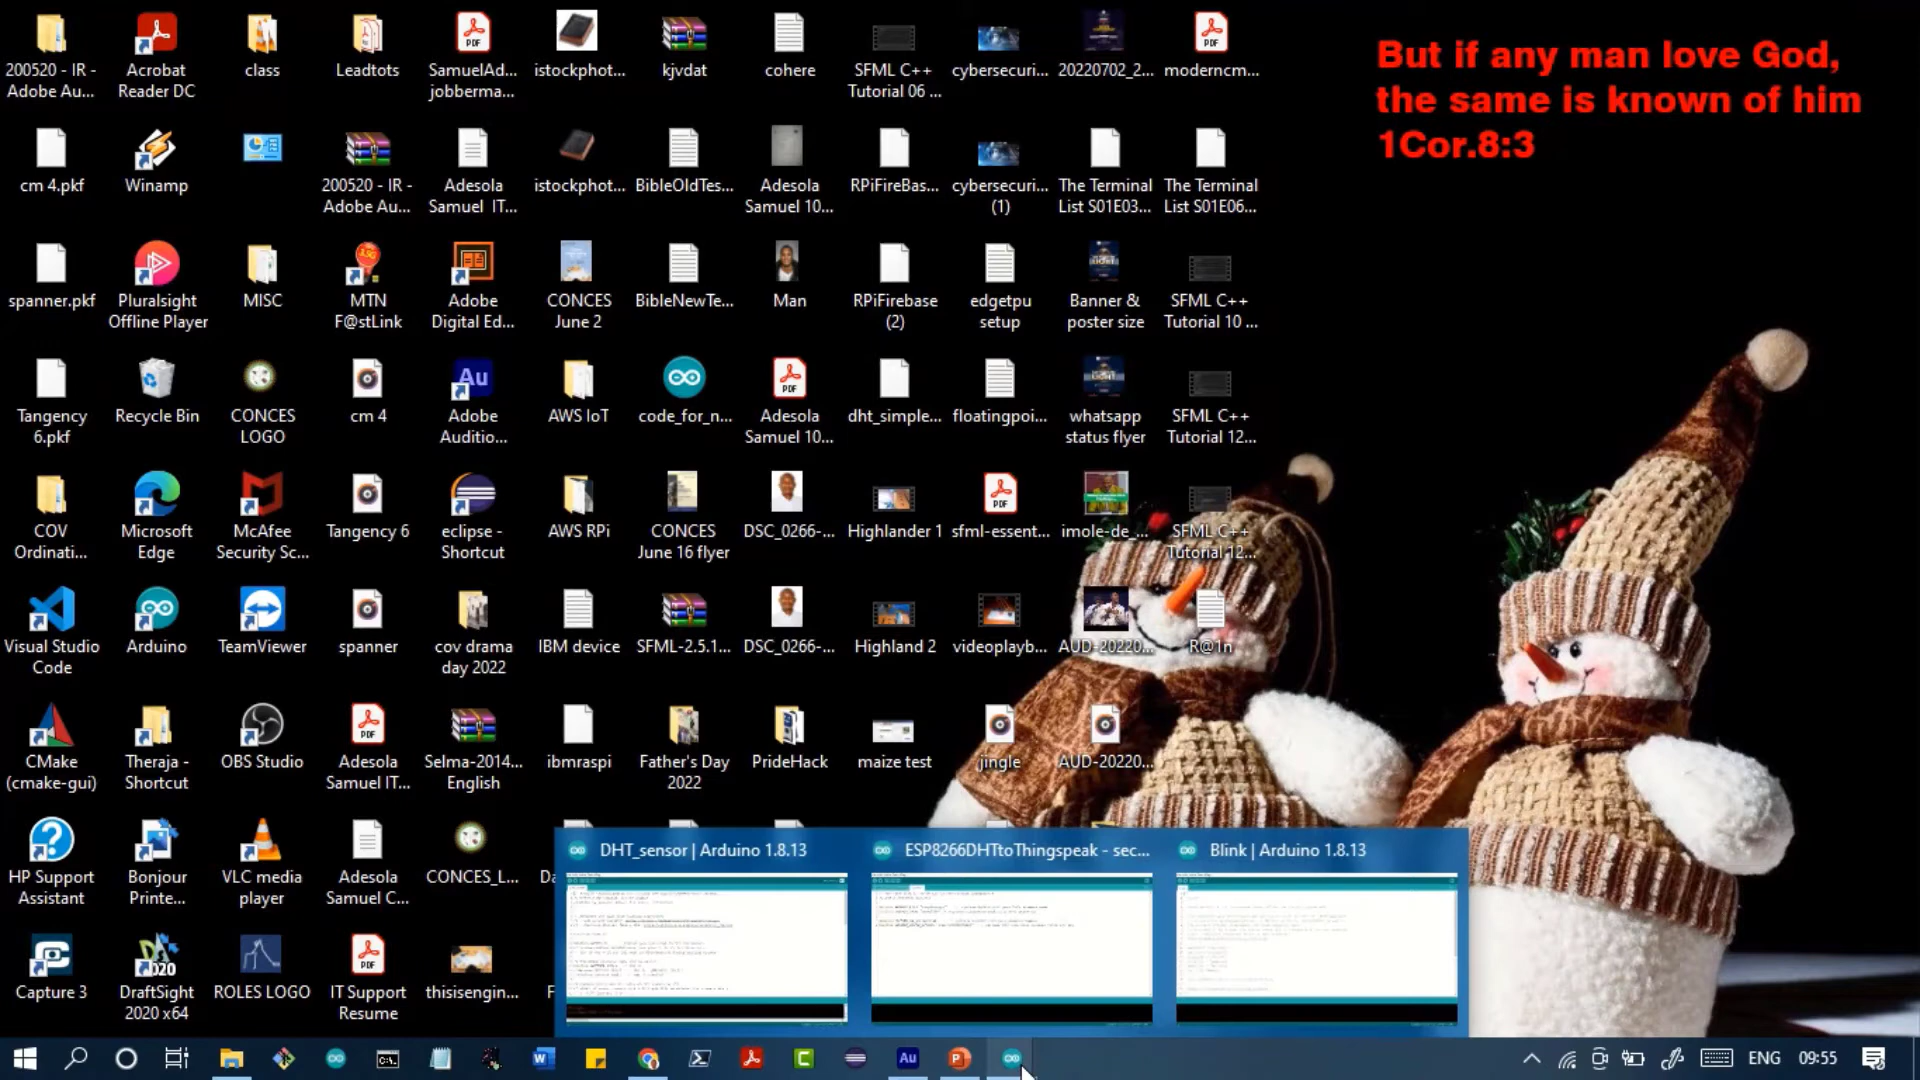 But if any man love God,
the same is known of him
1Cor.8:3
200520 - IR -
Adobe Au...
Acrobat
Reader DC
class
Leadtots
SamuelAd...
jobberma...
istockphot...
kjvdat
cohere
SFML C++
Tutorial 06 ...
cybersecuri...
20220702_2...
moderncm...
cm 4.pkf
Winamp
200520 - IR -
Adobe Au...
Adesola
Samuel IT...
istockphot...
BibleOldTes...
Adesola
Samuel 10...
RPiFireBas...
cybersecuri...
(1)
The Terminal
List S01E03...
The Terminal
List S01E06...
spanner.pkf
Pluralsight
Offline Player
MISC
MTN
F@stLink
Adobe
Digital Ed...
CONCES
June 2
BibleNewTe...
Man
RPiFirebase
(2)
edgetpu
setup
Banner &
poster size
SFML C++
Tutorial 10 ...
Tangency
6.pkf
Recycle Bin
CONCES
LOGO
cm 4
Adobe
Auditio...
AWS IoT
code_for_n...
Adesola
Samuel 10...
dht_simple...
floatingpoi...
whatsapp
status flyer
SFML C++
Tutorial 12...
COV
Ordinati...
Microsoft
Edge
McAfee
Security Sc...
Tangency 6
eclipse -
Shortcut
AWS RPi
CONCES
June 16 flyer
DSC_0266-...
Highlander 1
sfml-essent...
imole-de_...
SFML C++
Tutorial 12...
Visual Studio
Code
Arduino
TeamViewer
spanner
cov drama
day 2022
IBM device
SFML-2.5.1...
DSC_0266-...
Highland 2
videoplayb...
AUD-20220...
R@1n
CMake
(cmake-gui)
Theraja -
Shortcut
OBS Studio
Adesola
Samuel IT...
Selma-2014...
English
ibmraspi
Father's Day
2022
PrideHack
maize test
jingle
AUD-20220...
HP Support
Assistant
Bonjour
Printe...
VLC media
player
Adesola
Samuel C...
CONCES_L...
DHT_sensor | Arduino 1.8.13
ESP8266DHTtoThingspeak - sec...
Blink | Arduino 1.8.13
Capture 3
DraftSight
2020 x64
ROLES LOGO
IT Support
Resume
thisisengin...
ENG
09:55